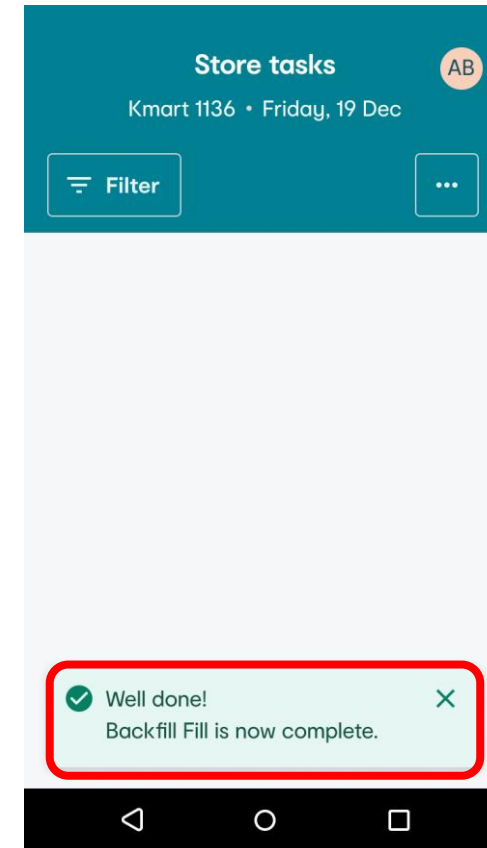 Store tasks
AB
Kmart 1136 • Friday, 19 Dec
Filter
Well done!
Backfill Fill is now complete.